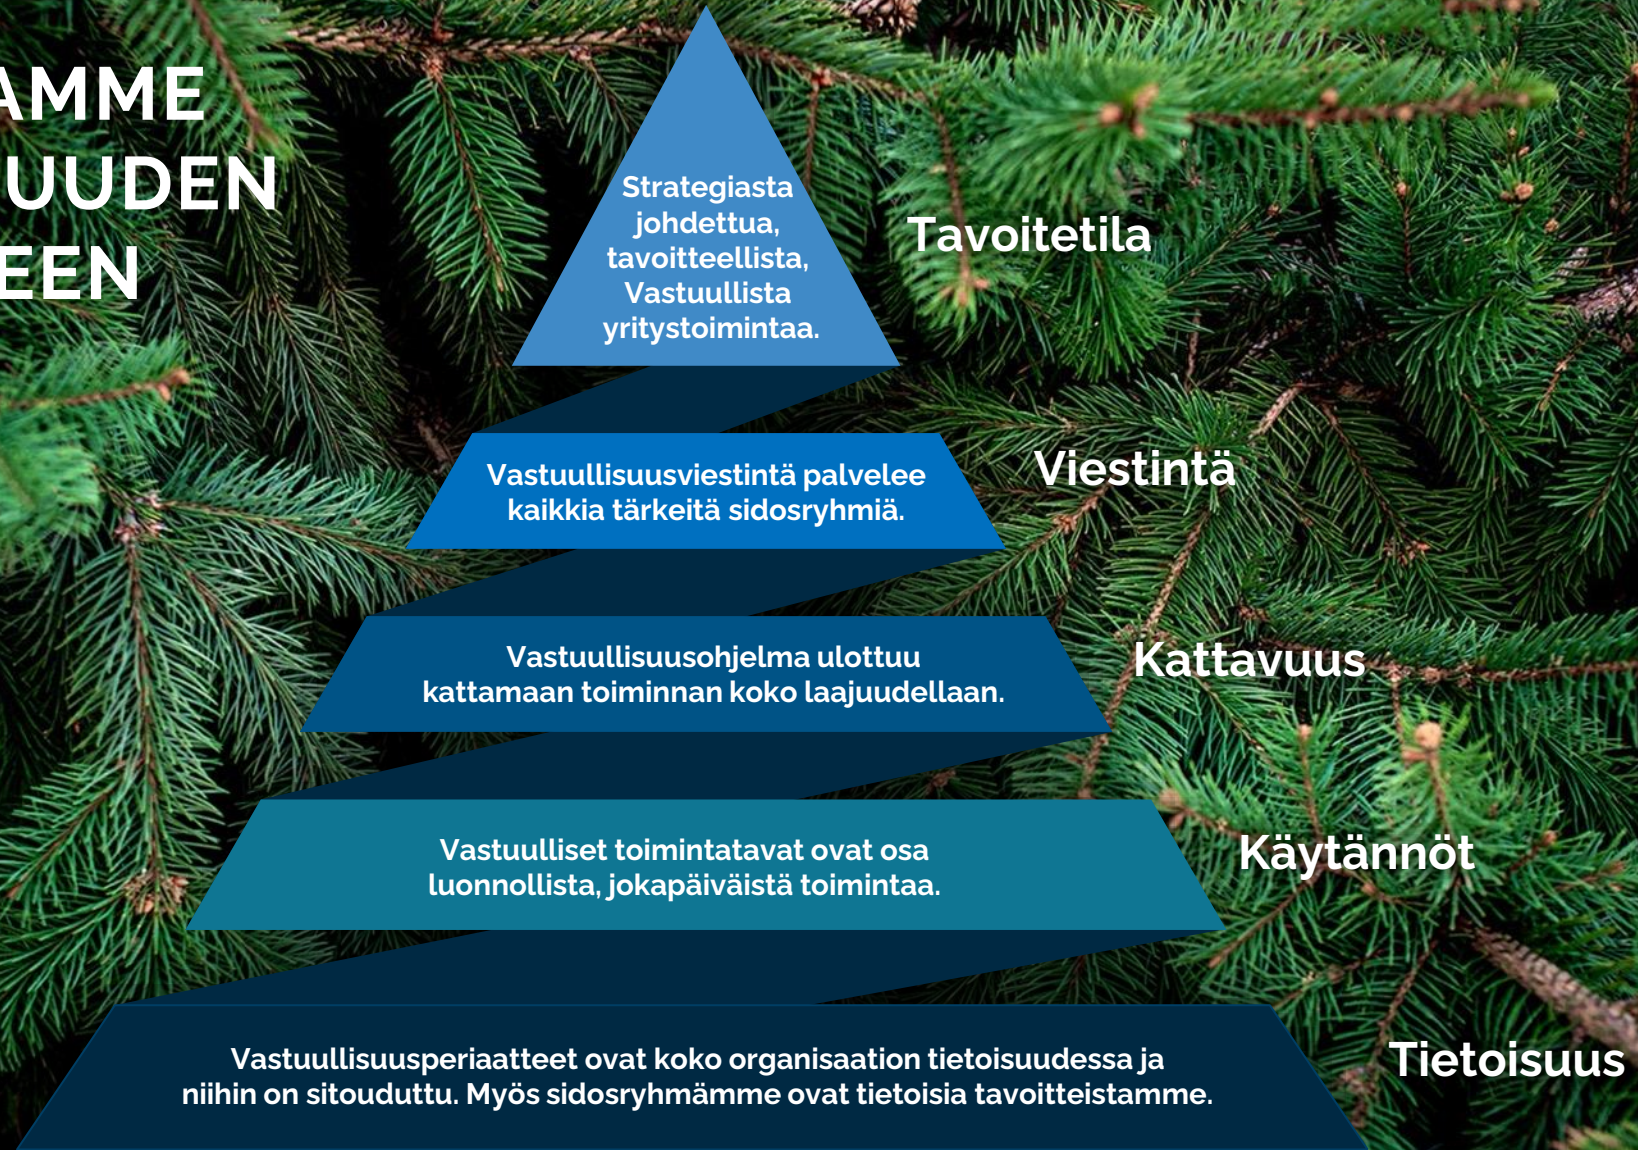 AMME
UUDEN
EEN
Strategiasta
johdettua,
tavoitteellista,
Vastuullista
yritystoimintaa.
Tavoitetila
Vastuullisuusviestintä palvelee
kaikkia tärkeitä sidosryhmiä.
Viestintä
Vastuullisuusohjelma ulottuu
kattamaan toiminnan koko laajuudellaan.
Kattavuus
Vastuulliset toimintatavat ovat osa
luonnollista, jokapäiväistä toimintaa.
Käytännöt
Vastuullisuusperiaatteet ovat koko organisaation tietoisuudessa ja
niihin on sitouduttu. Myös sidosryhmämme ovat tietoisia tavoitteistamme.
Tietoisuus